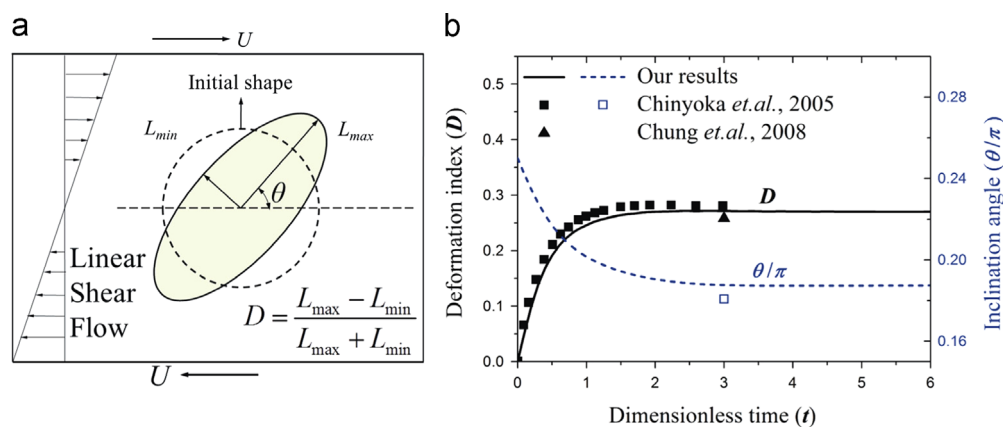 a
U
Initial shape
L_min
L_max
θ
Linear
Shear
Flow
D = (L_max − L_min) / (L_max + L_min)
U
b
Our results
Chinyoka et.al., 2005
Chung et.al., 2008
D
θ/π
Deformation index (D)
0.5
0.4
0.3
0.2
0.1
0.0
0 1 2 3 4 5 6
Dimensionless time (t)
0.28
0.24
0.20
0.16
Inclination angle (θ/π)